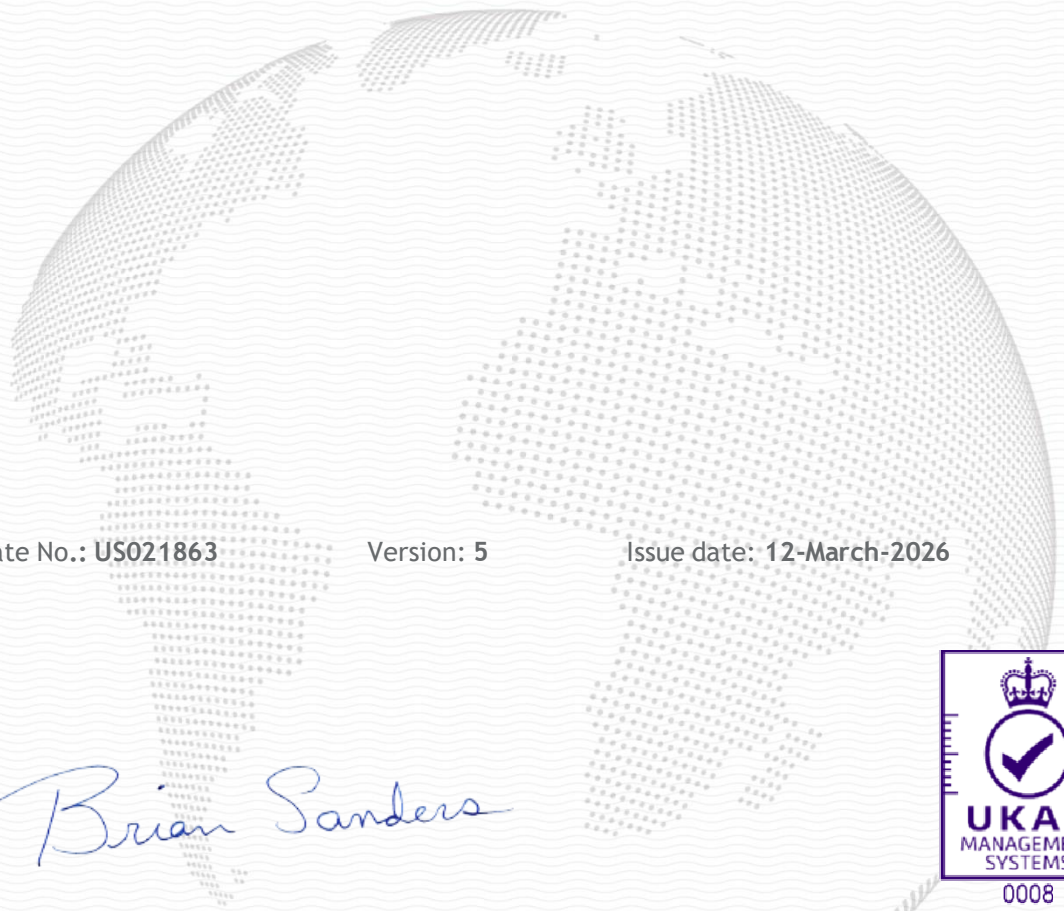 ate No.: US021863 Version: 5 Issue date: 12-March-2026
Brian Sanders
UKA
MANAGEME
SYSTEMS
0008